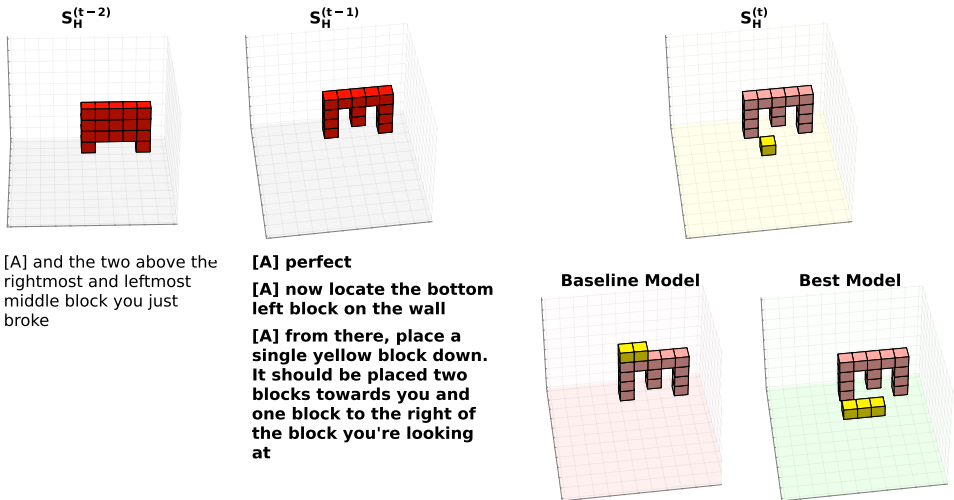 S_H^(t−2)
S_H^(t−1)
S_H^(t)
[A] and the two above the
rightmost and leftmost
middle block you just
broke
[A] perfect
[A] now locate the bottom
left block on the wall
[A] from there, place a
single yellow block down.
It should be placed two
blocks towards you and
one block to the right of
the block you're looking
at
Baseline Model
Best Model